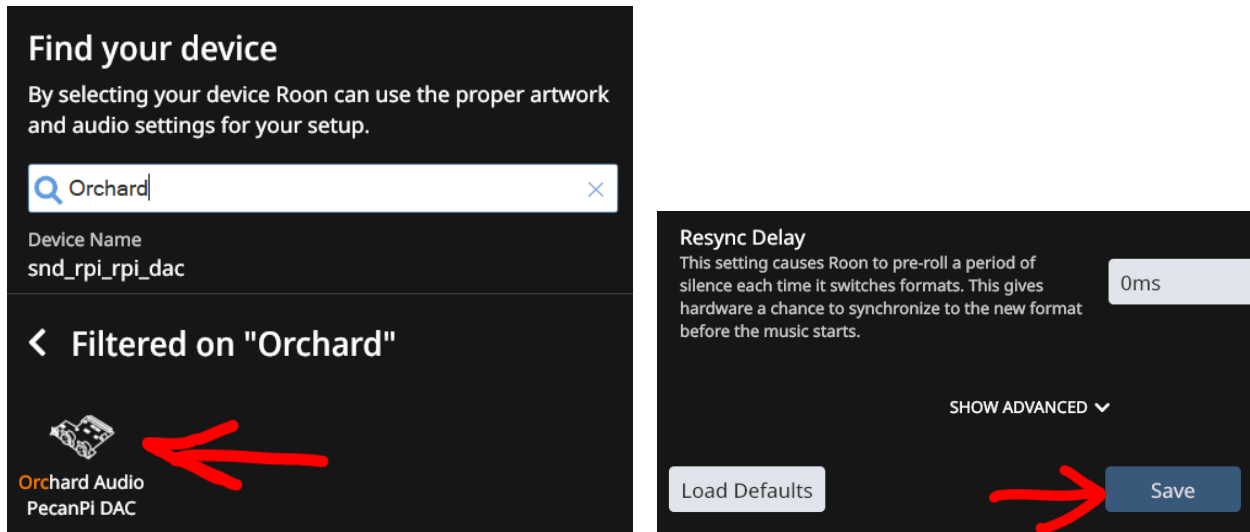 Find your device
By selecting your device Roon can use the proper artwork
and audio settings for your setup.
Orchard
Device Name
snd_rpi_rpi_dac
Filtered on "Orchard"
Orchard Audio
PecanPi DAC
Resync Delay
This setting causes Roon to pre-roll a period of
silence each time it switches formats. This gives
hardware a chance to synchronize to the new format
before the music starts.
0ms
SHOW ADVANCED
Load Defaults
Save